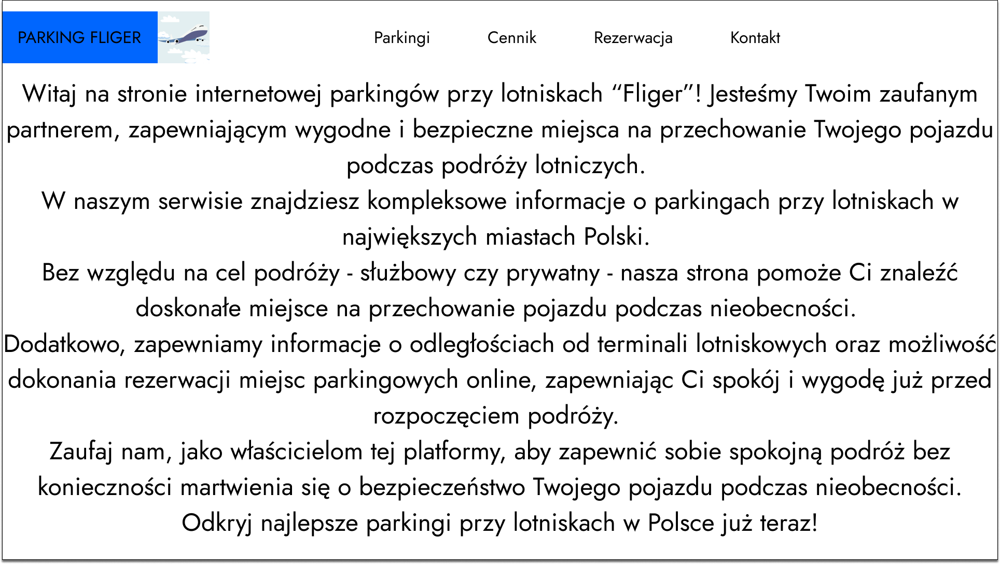 PARKING FLIGER
Parkingi
Cennik
Rezerwacja
Kontakt
Witaj na stronie internetowej parkingów przy lotniskach “Fliger”! Jesteśmy Twoim zaufanym
partnerem, zapewniającym wygodne i bezpieczne miejsca na przechowanie Twojego pojazdu
podczas podróży lotniczych.
W naszym serwisie znajdziesz kompleksowe informacje o parkingach przy lotniskach w
największych miastach Polski.
Bez względu na cel podróży - służbowy czy prywatny - nasza strona pomoże Ci znaleźć
doskonałe miejsce na przechowanie pojazdu podczas nieobecności.
Dodatkowo, zapewniamy informacje o odległościach od terminali lotniskowych oraz możliwość
dokonania rezerwacji miejsc parkingowych online, zapewniając Ci spokój i wygodę już przed
rozpoczęciem podróży.
Zaufaj nam, jako właścicielom tej platformy, aby zapewnić sobie spokojną podróż bez
konieczności martwienia się o bezpieczeństwo Twojego pojazdu podczas nieobecności.
Odkryj najlepsze parkingi przy lotniskach w Polsce już teraz!